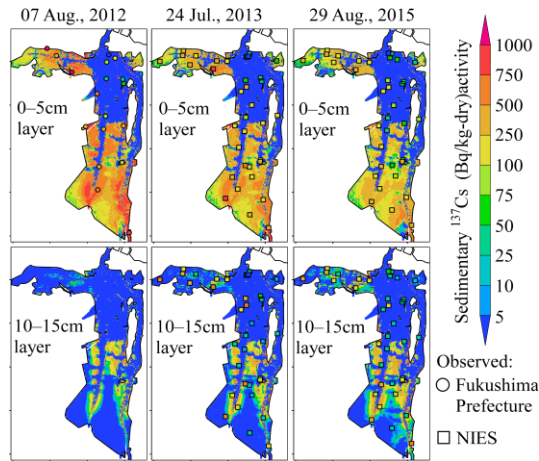 07 Aug., 2012
24 Jul., 2013
29 Aug., 2015
0–5cm
layer
0–5cm
layer
0–5cm
layer
10–15cm
layer
10–15cm
layer
10–15cm
layer
Sedimentary ¹³⁷Cs (Bq/kg-dry)activity
1000
750
500
250
100
75
50
25
10
5
Observed:
Fukushima
Prefecture
NIES